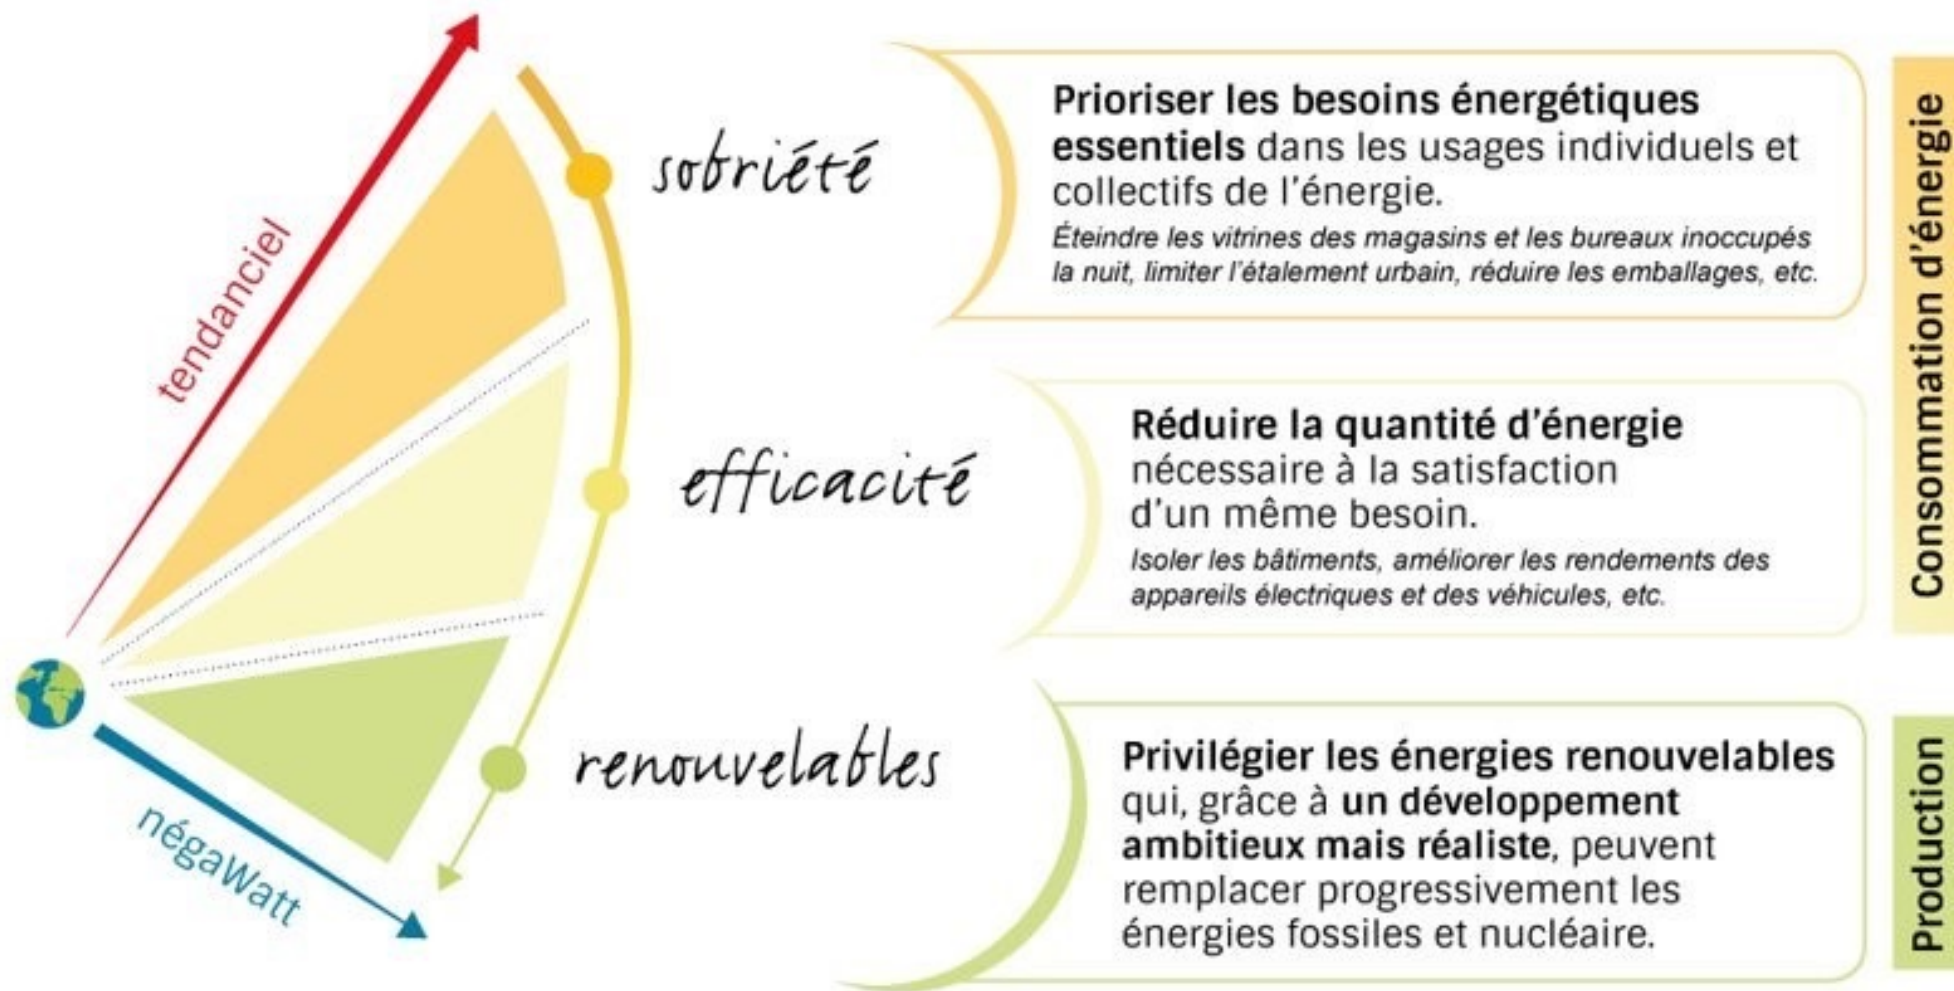 tendanciel
négaWatt
sobriété
Prioriser les besoins énergétiques
essentiels dans les usages individuels et
collectifs de l'énergie.
Éteindre les vitrines des magasins et les bureaux inoccupés
la nuit, limiter l'étalement urbain, réduire les emballages, etc.
efficacité
Réduire la quantité d'énergie
nécessaire à la satisfaction
d'un même besoin.
Isoler les bâtiments, améliorer les rendements des
appareils électriques et des véhicules, etc.
Consommation d'énergie
renouvelables
Privilégier les énergies renouvelables
qui, grâce à un développement
ambitieux mais réaliste, peuvent
remplacer progressivement les
énergies fossiles et nucléaire.
Production